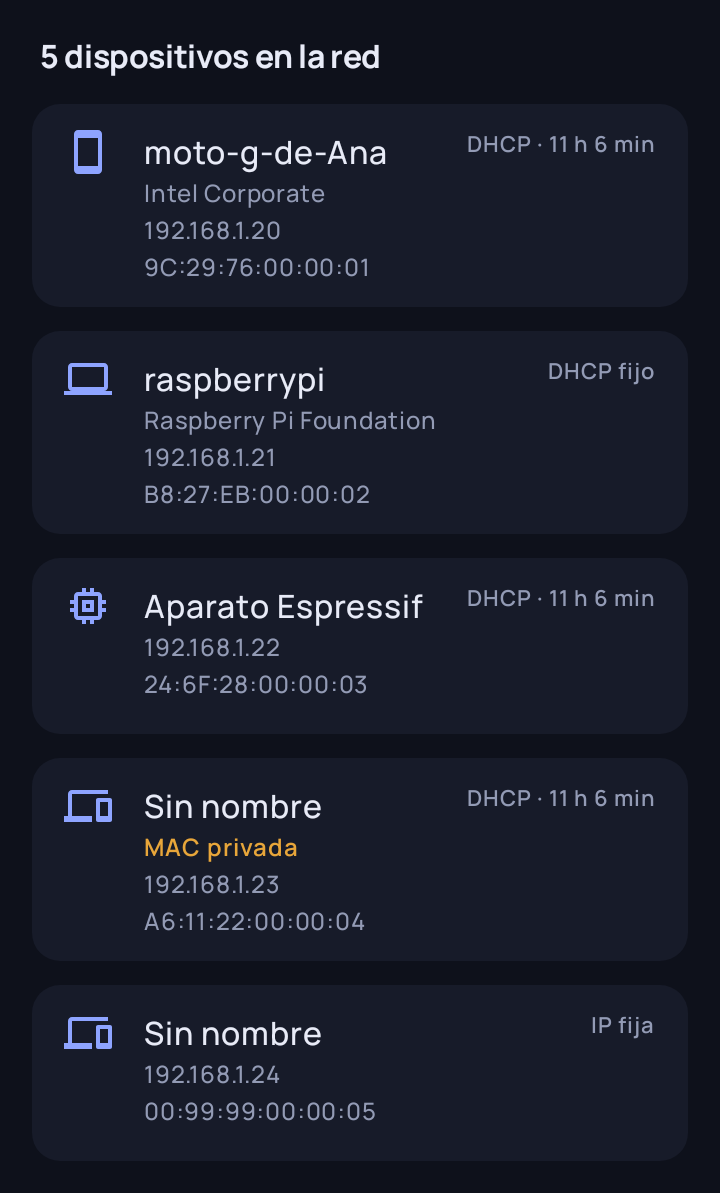 5 dispositivos en la red
moto-g-de-Ana
DHCP · 11 h 6 min
Intel Corporate
192.168.1.20
9C:29:76:00:00:01
raspberrypi
DHCP fijo
Raspberry Pi Foundation
192.168.1.21
B8:27:EB:00:00:02
Aparato Espressif
DHCP · 11 h 6 min
192.168.1.22
24:6F:28:00:00:03
Sin nombre
DHCP · 11 h 6 min
MAC privada
192.168.1.23
A6:11:22:00:00:04
Sin nombre
IP fija
192.168.1.24
00:99:99:00:00:05